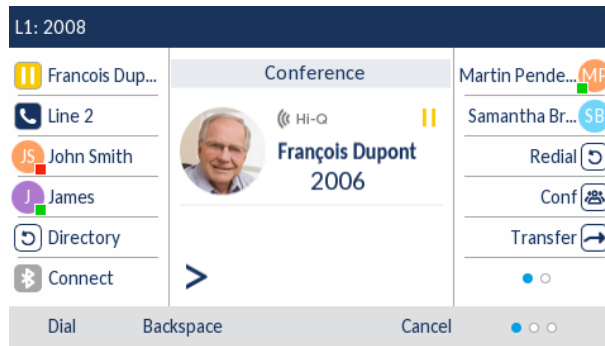 L1: 2008
Francois Dup...
Line 2
JS John Smith
J James
Directory
Connect
Conference
Hi-Q
François Dupont
2006
>
Martin Pende... MP
Samantha Br... SB
Redial
Conf
Transfer
Dial Backspace Cancel